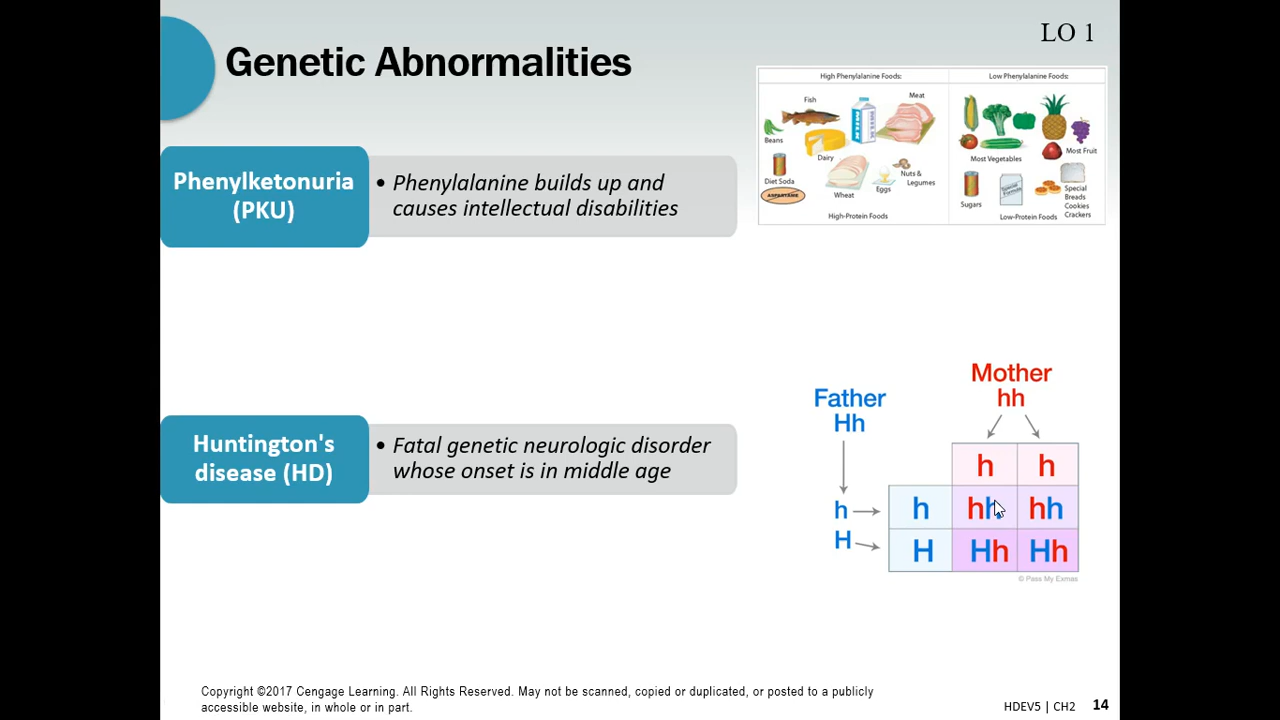 Genetic Abnormalities
LO 1
High Phenylalanine Foods:
Low Phenylalanine Foods:
Fish
Meat
Beans
Dairy
Most Vegetables
Most Fruit
Diet Soda
ASPARTAME
Wheat
Eggs
Nuts &
Legumes
High-Protein Foods
Sugars
Special
Breads
Cookies
Crackers
Low-Protein Foods
Phenylketonuria
(PKU)
• Phenylalanine builds up and
causes intellectual disabilities
Huntington's
disease (HD)
• Fatal genetic neurologic disorder
whose onset is in middle age
Mother
hh
Father
Hh
h h
h h hh hh
H H Hh Hh
© Pass My Exmas
Copyright ©2017 Cengage Learning. All Rights Reserved. May not be scanned, copied or duplicated, or posted to a publicly
accessible website, in whole or in part.
HDEV5 | CH2 14